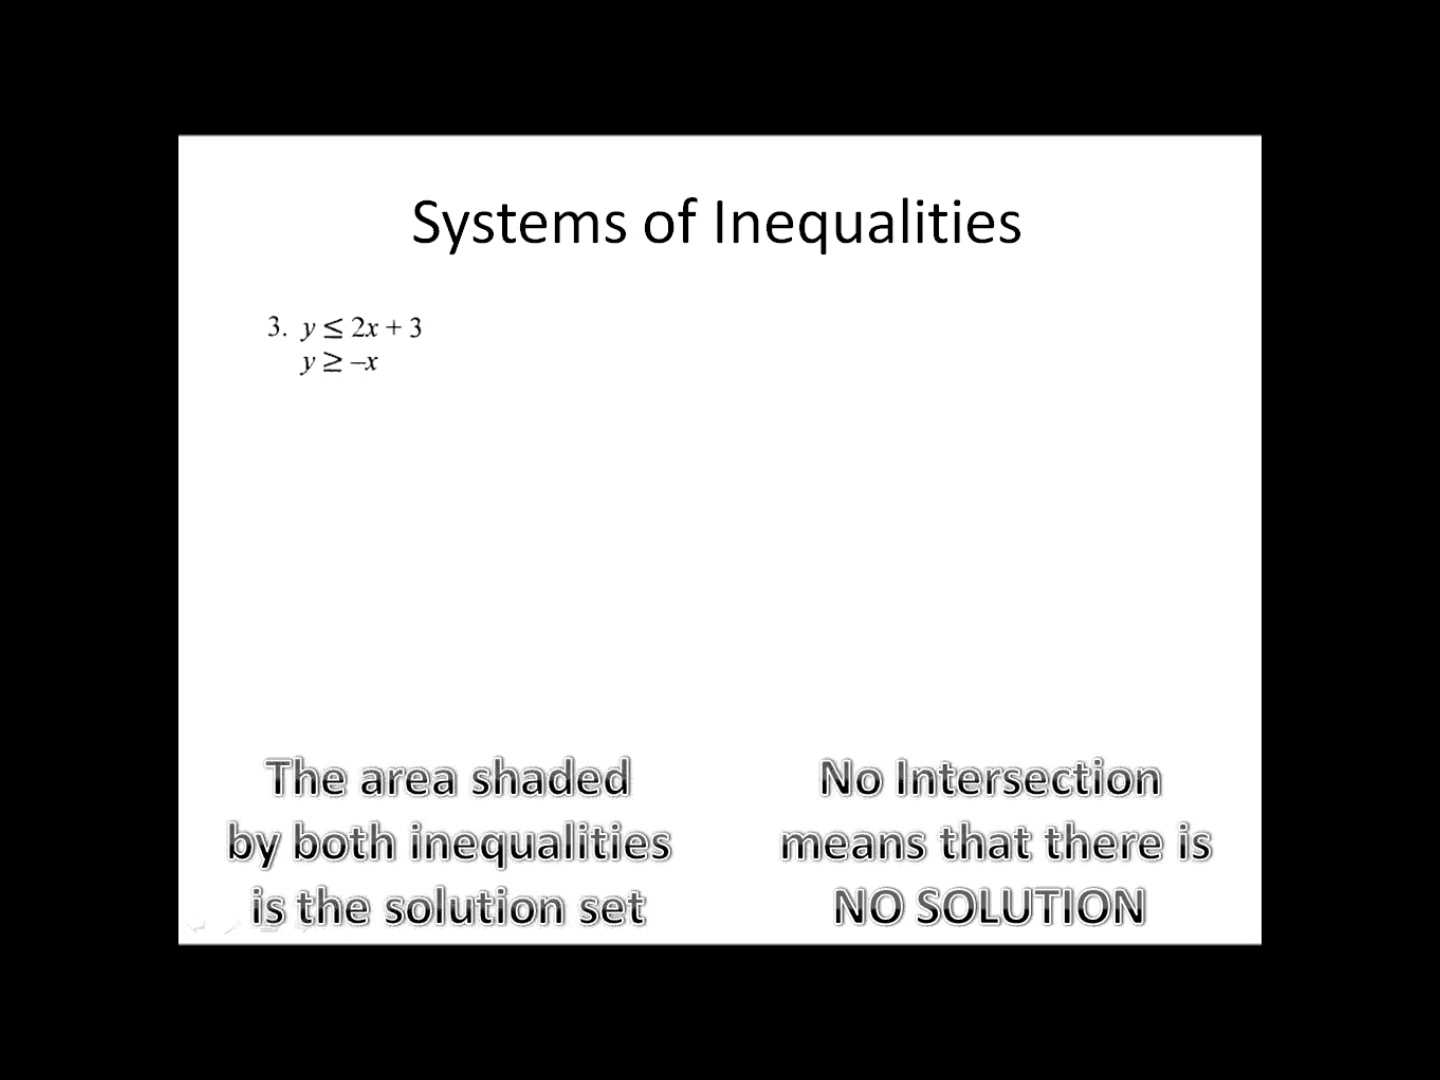 Systems of Inequalities
3. y ≤ 2x + 3
y ≥ –x
The area shaded
by both inequalities
is the solution set
No Intersection
means that there is
NO SOLUTION